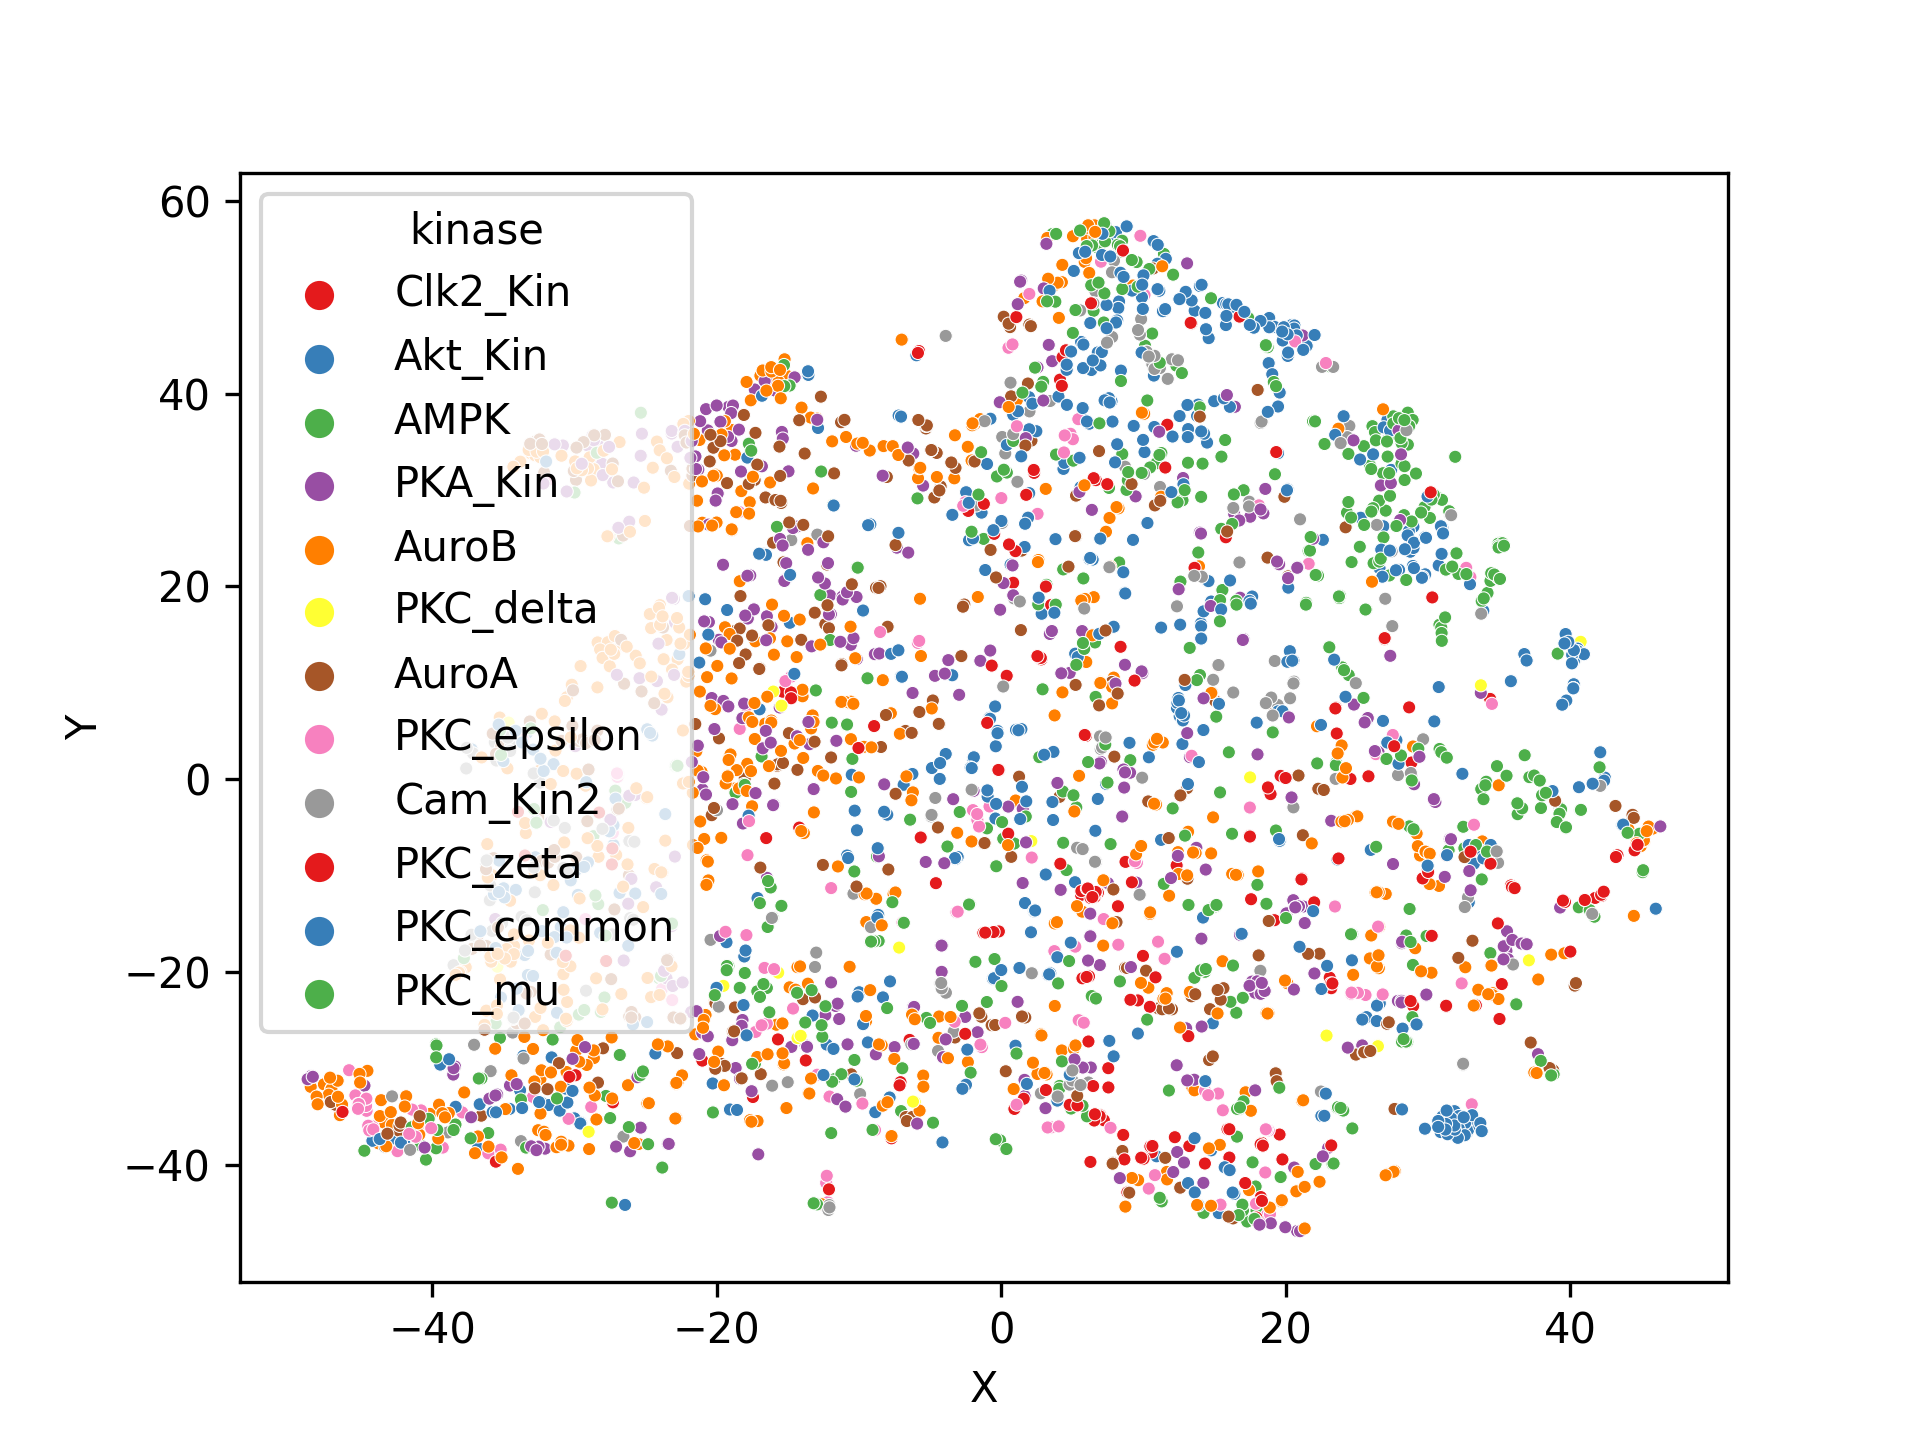 kinase
Clk2_Kin
Akt_Kin
AMPK
PKA_Kin
AuroB
PKC_delta
AuroA
PKC_epsilon
Cam_Kin2
PKC_zeta
PKC_common
PKC_mu
60
40
20
0
−20
−40
Y
−40 −20 0 20 40
X